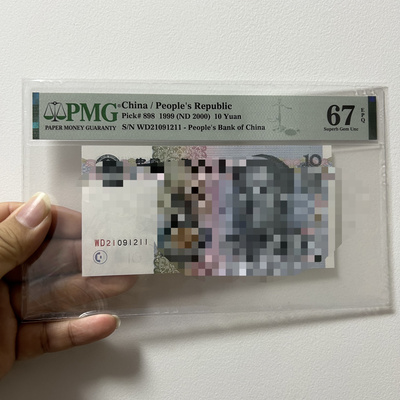 PMG
PAPER MONEY GUARANTY
China / People's Republic
Pick# 898 1999 (ND 2000) 10 Yuan
S/N WD21091211 - People's Bank of China
67 EPQ
Superb Gem Unc
10
WD21091211